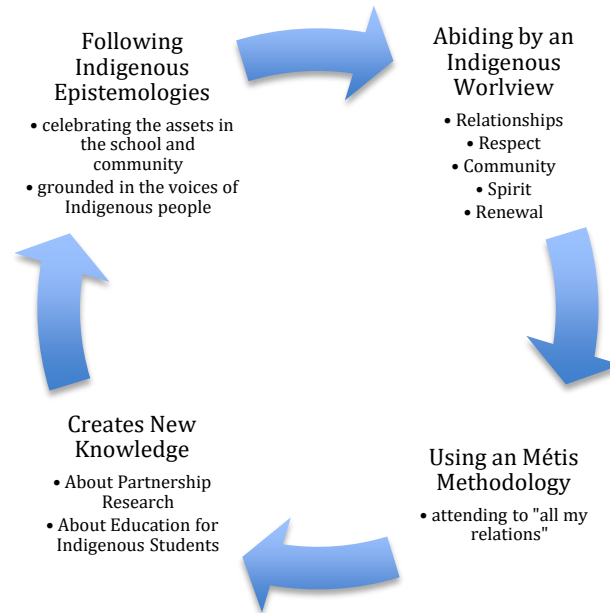 Following
Indigenous
Epistemologies
• celebrating the assets in
the school and
community
• grounded in the voices of
Indigenous people
Abiding by an
Indigenous
Worlview
• Relationships
• Respect
• Community
• Spirit
• Renewal
Using an Métis
Methodology
• attending to "all my
relations"
Creates New
Knowledge
• About Partnership
Research
• About Education for
Indigenous Students